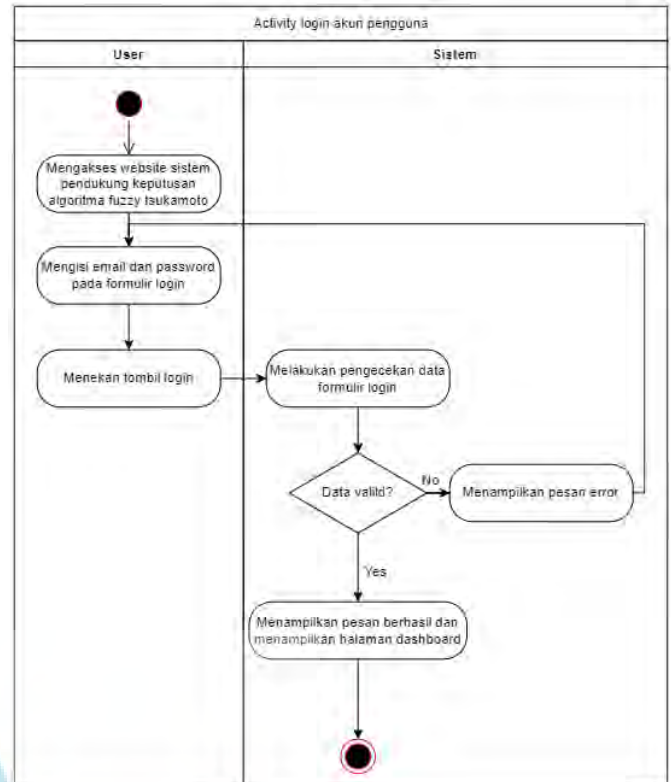 Activity login akun pengguna
User
Sistem
Mengakses website sistem
pendukung keputusan
algoritma fuzzy tsukamoto
Mengisi email dan password
pada formulir login
Menekan tombil login
Melakukan pengecekan data
formulir login
Data valitd?
No
Menampilkan pesan error
Yes
Menampilkan pesan berhasil dan
menampilkan halaman dashboard